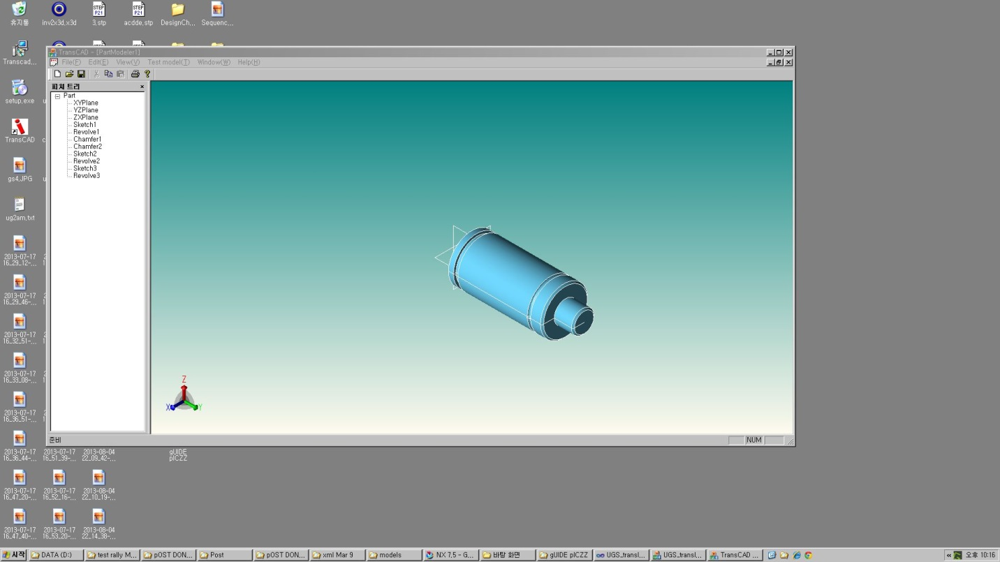 휴지통
inv2x3d,x3d
3,stp
acdde,stp
DesignCh,,,
Sequenc,,,
STEP
P21
STEP
P21
Transcad,,,
setup,exe
TransCAD
gs4,JPG
ug2am,txt
TransCAD - [PartModeler1]
File(F) Edit(E) View(V) Test model(T) Window(W) Help(H)
피쳐 트리
Part
XYPlane
YZPlane
ZXPlane
Sketch1
Revolve1
Chamfer1
Chamfer2
Sketch2
Revolve2
Sketch3
Revolve3
Z
X
Y
준비
NUM
2013-07-17
16_29_12-,,,
2013-07-17
16_29_46-,,,
2013-07-17
16_32_51-,,,
2013-07-17
16_33_08-,,,
2013-07-17
16_36_51-,,,
2013-07-17
16_36_44-,,,
2013-07-17
16_51_39-,,,
2013-08-04
22_09_42-,,,
gUIDE
pICZZ
2013-07-17
16_47_20-,,,
2013-07-17
16_52_16-,,,
2013-08-04
22_10_19-,,,
2013-07-17
16_47_40-,,,
2013-07-17
16_53_20-,,,
2013-08-04
22_14_38-,,,
시작
DATA (D:)
test rally M...
pOST DON...
Post
pOST DON...
xml Mar 9
models
NX 7.5 - G...
바탕 화면
gUIDE pICZZ
UGS_transl...
UGS_transl...
TransCAD ...
오후 10:16